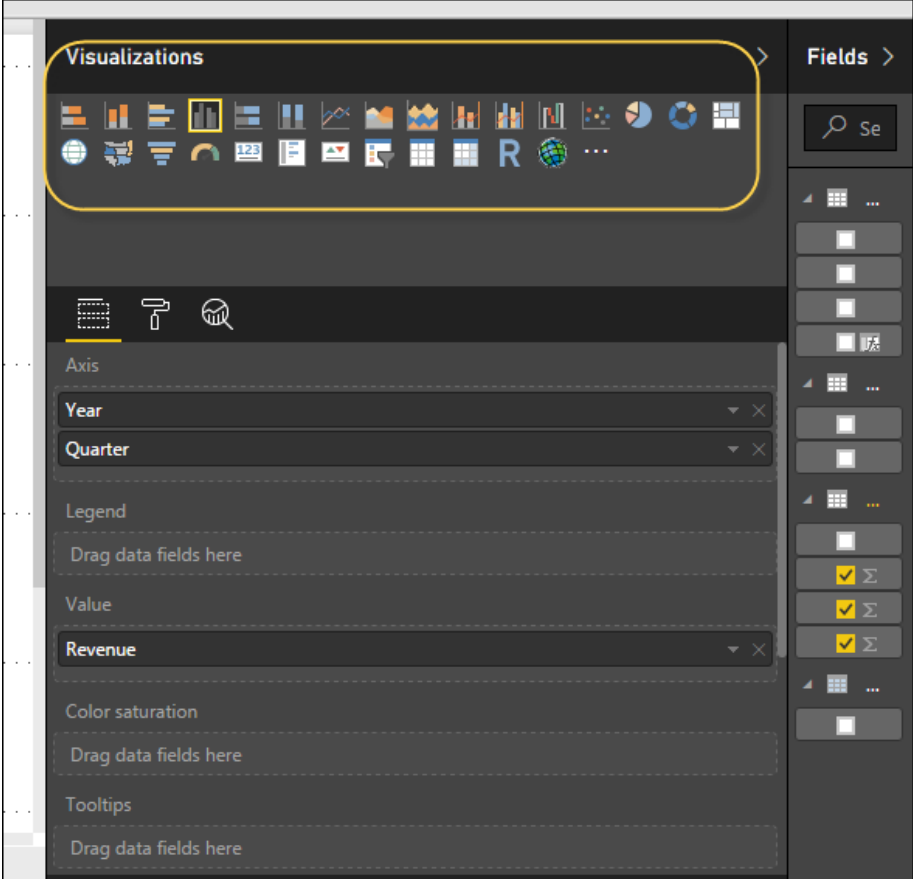 Visualizations
Fields
Se
123
R
...
...
...
...
...
Axis
Year
Quarter
Legend
Drag data fields here
Value
Revenue
Color saturation
Drag data fields here
Tooltips
Drag data fields here